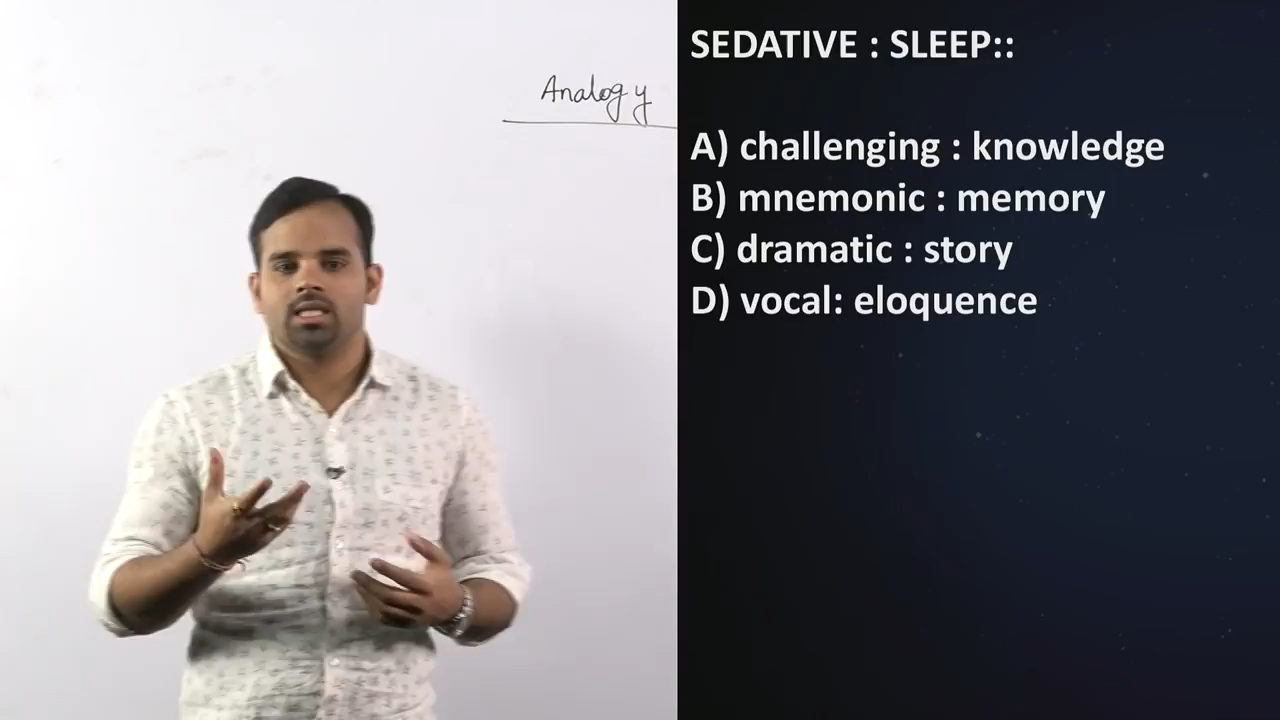 Analogy
SEDATIVE : SLEEP::
A) challenging : knowledge
B) mnemonic : memory
C) dramatic : story
D) vocal: eloquence